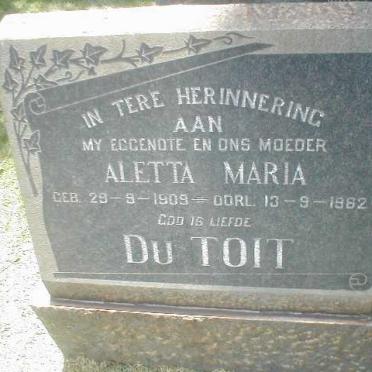 IN TERE HERINNERING
AAN
MY EGGENOTE EN ONS MOEDER
ALETTA MARIA
GEB. 29-9-1909 — OORL. 13-9-1982
GOD IS LIEFDE
DU TOIT